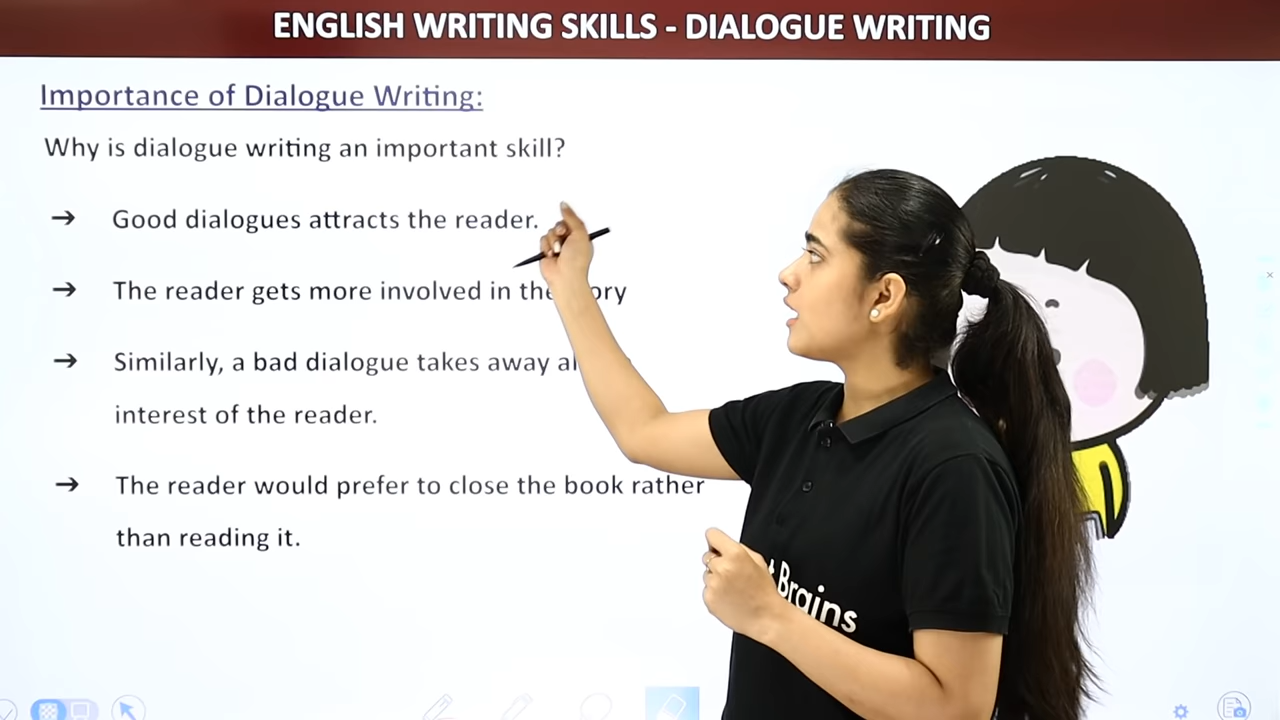 ENGLISH WRITING SKILLS - DIALOGUE WRITING
Importance of Dialogue Writing:
Why is dialogue writing an important skill?
➔ Good dialogues attracts the reader.
➔ The reader gets more involved in the
➔ Similarly, a bad dialogue takes away
interest of the reader.
➔ The reader would prefer to close the book rather
than reading it.
Brains